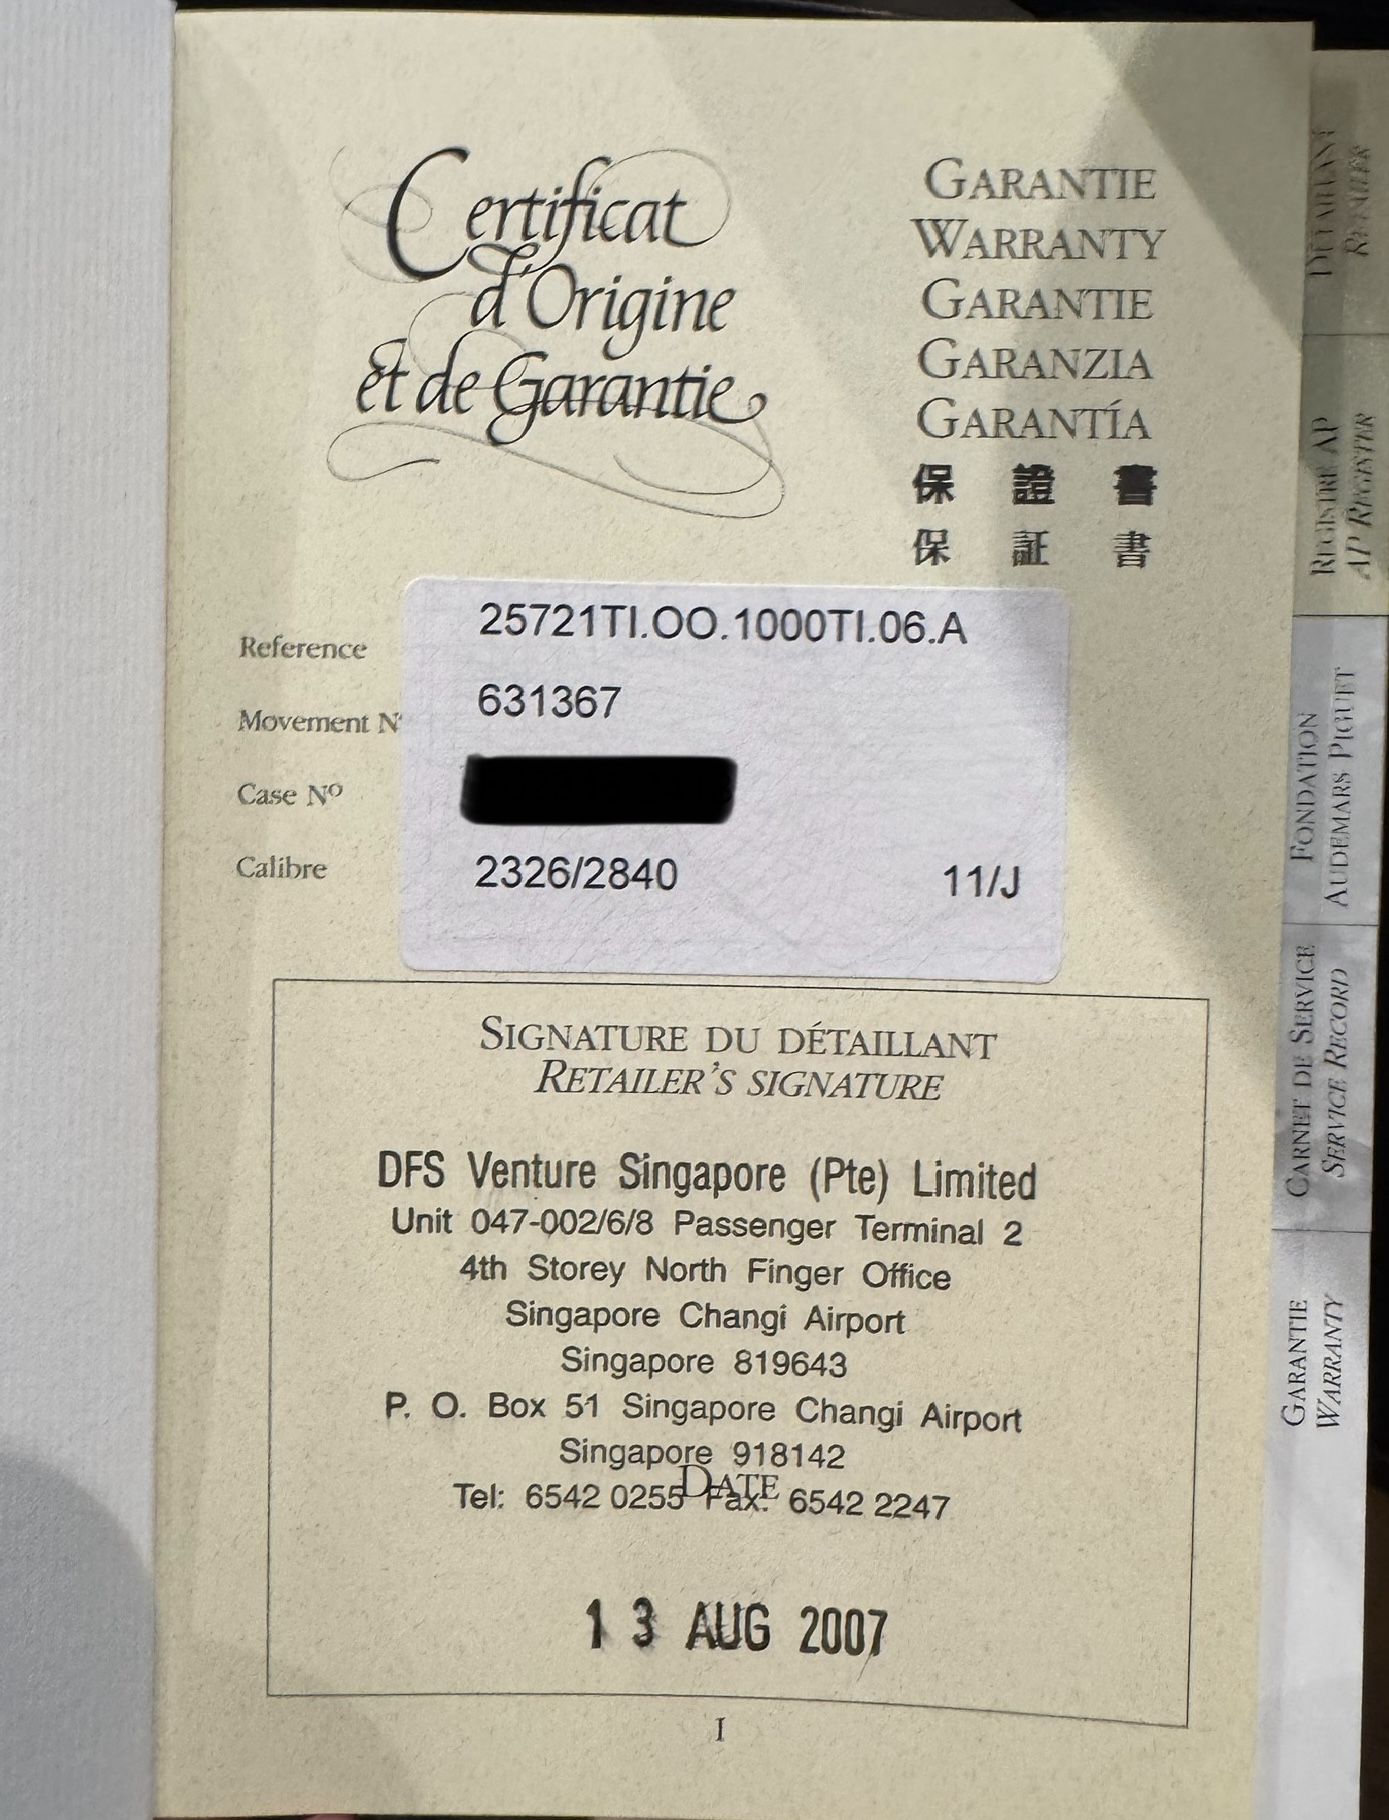 Certificat
d'Origine
et de Garantie
GARANTIE
WARRANTY
GARANTIE
GARANZIA
GARANTÍA
保 證 書
保 証 書
Reference 25721TI.OO.1000TI.06.A
Movement N 631367
Case Nº
Calibre 2326/2840 11/J
SIGNATURE DU DÉTAILLANT
RETAILER'S SIGNATURE
DFS Venture Singapore (Pte) Limited
Unit 047-002/6/8 Passenger Terminal 2
4th Storey North Finger Office
Singapore Changi Airport
Singapore 819643
P. O. Box 51 Singapore Changi Airport
Singapore 918142
DATE
Tel: 6542 0255 Fax: 6542 2247
13 AUG 2007
I
DÉTAILLANT
RETAILER
REGISTRE AP
AP REGISTER
FONDATION
AUDEMARS PIGUET
CARNET DE SERVICE
SERVICE RECORD
GARANTIE
WARRANTY